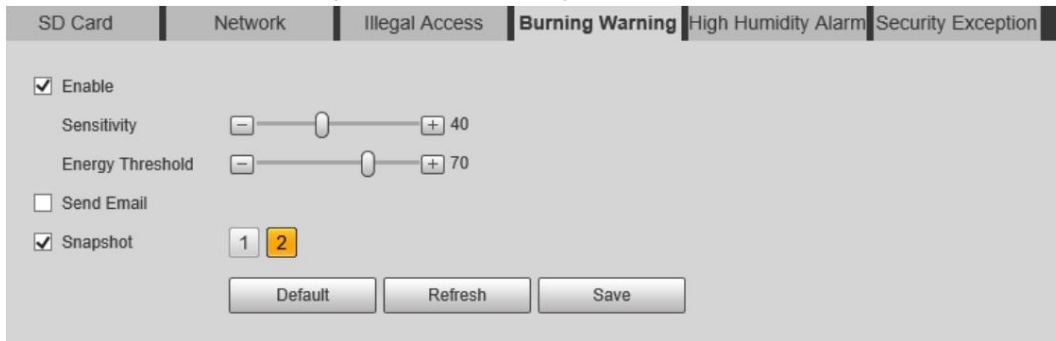 SD Card Network Illegal Access Burning Warning High Humidity Alarm Security Exception
Enable
Sensitivity 40
Energy Threshold 70
Send Email
Snapshot 1 2
Default Refresh Save